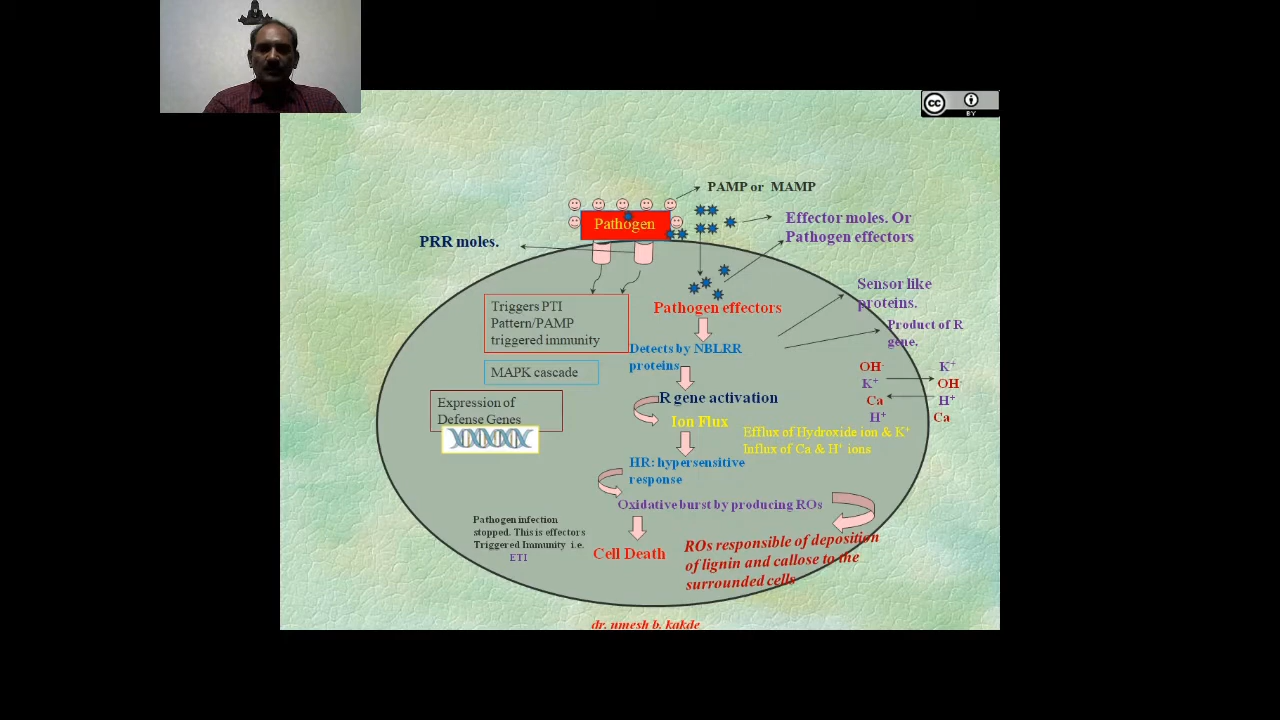 CC
BY
PAMP or MAMP
Pathogen
Effector moles. Or
Pathogen effectors
PRR moles.
Sensor like
proteins.
Triggers PTI
Pattern/PAMP
triggered immunity
Pathogen effectors
Product of R
gene.
Detects by NBLRR
proteins
MAPK cascade
OH-
K+
Ca
H+
K+
OH-
H+
Ca
Expression of
Defense Genes
R gene activation
Ion Flux
Efflux of Hydroxide ion & K+
Influx of Ca & H+ ions
HR: hypersensitive
response
Oxidative burst by producing ROs
Pathogen infection
stopped. This is effectors
Triggered Immunity i.e.
ETI
Cell Death
ROs responsible of deposition
of lignin and callose to the
surrounded cells
dr. umesh b. kakde